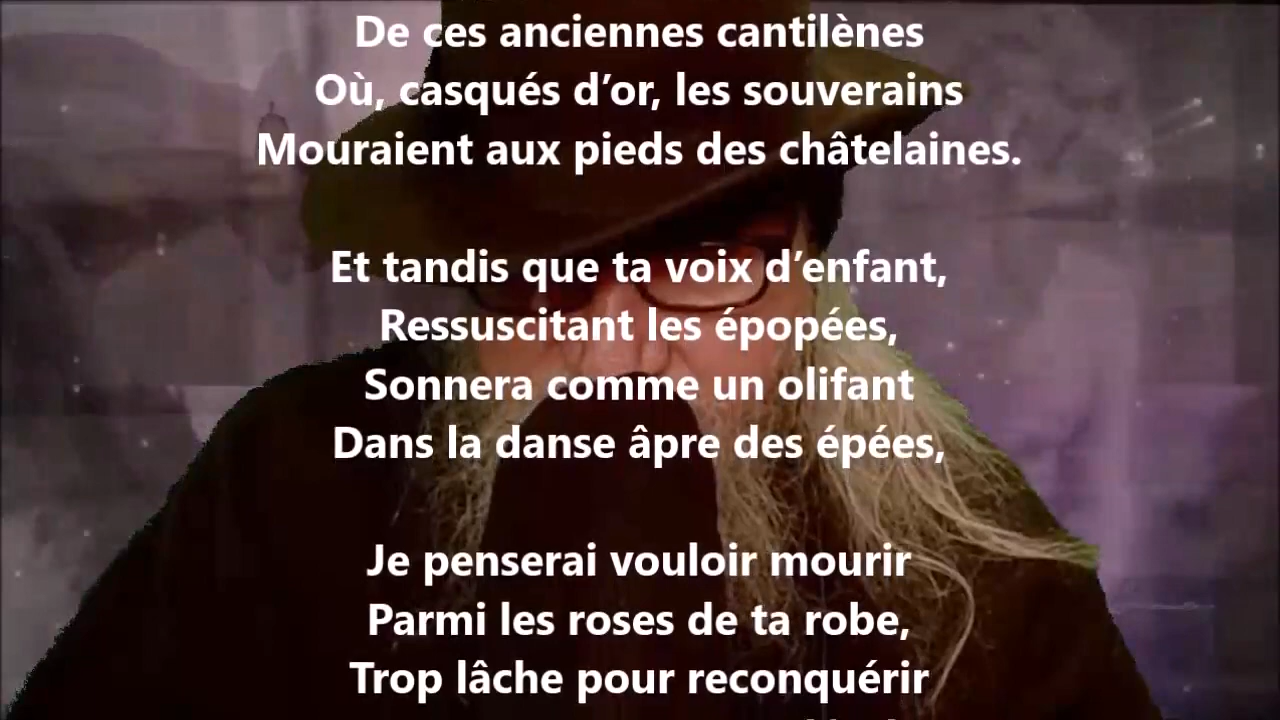 De ces anciennes cantilènes
Où, casqués d’or, les souverains
Mouraient aux pieds des châtelaines.
Et tandis que ta voix d’enfant,
Ressuscitant les épopées,
Sonnera comme un olifant
Dans la danse âpre des épées,
Je penserai vouloir mourir
Parmi les roses de ta robe,
Trop lâche pour reconquérir